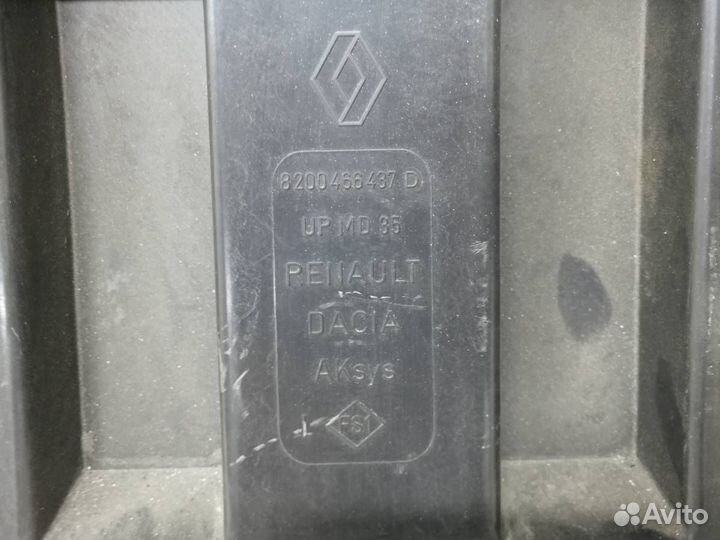 8200466437 D
UP MD 35
RENAULT
DACIA
AKsys
FS1
Avito